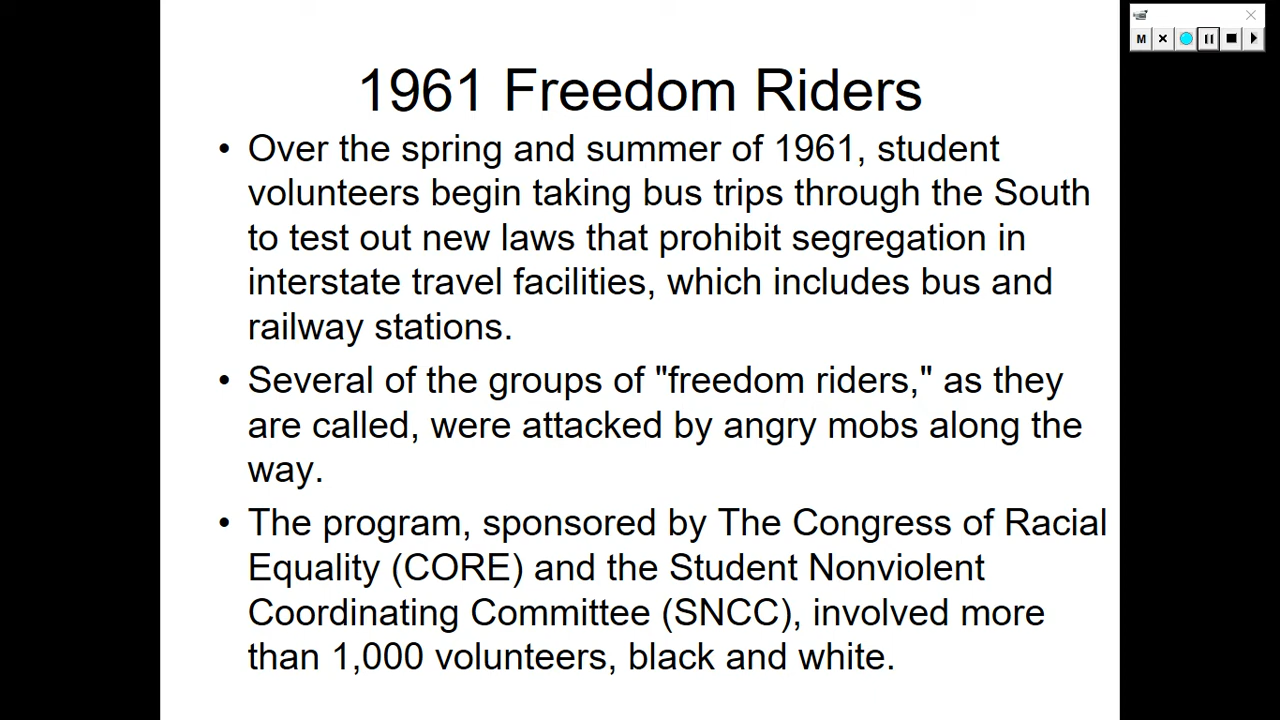 1961 Freedom Riders
• Over the spring and summer of 1961, student
volunteers begin taking bus trips through the South
to test out new laws that prohibit segregation in
interstate travel facilities, which includes bus and
railway stations.
• Several of the groups of "freedom riders," as they
are called, were attacked by angry mobs along the
way.
• The program, sponsored by The Congress of Racial
Equality (CORE) and the Student Nonviolent
Coordinating Committee (SNCC), involved more
than 1,000 volunteers, black and white.
M